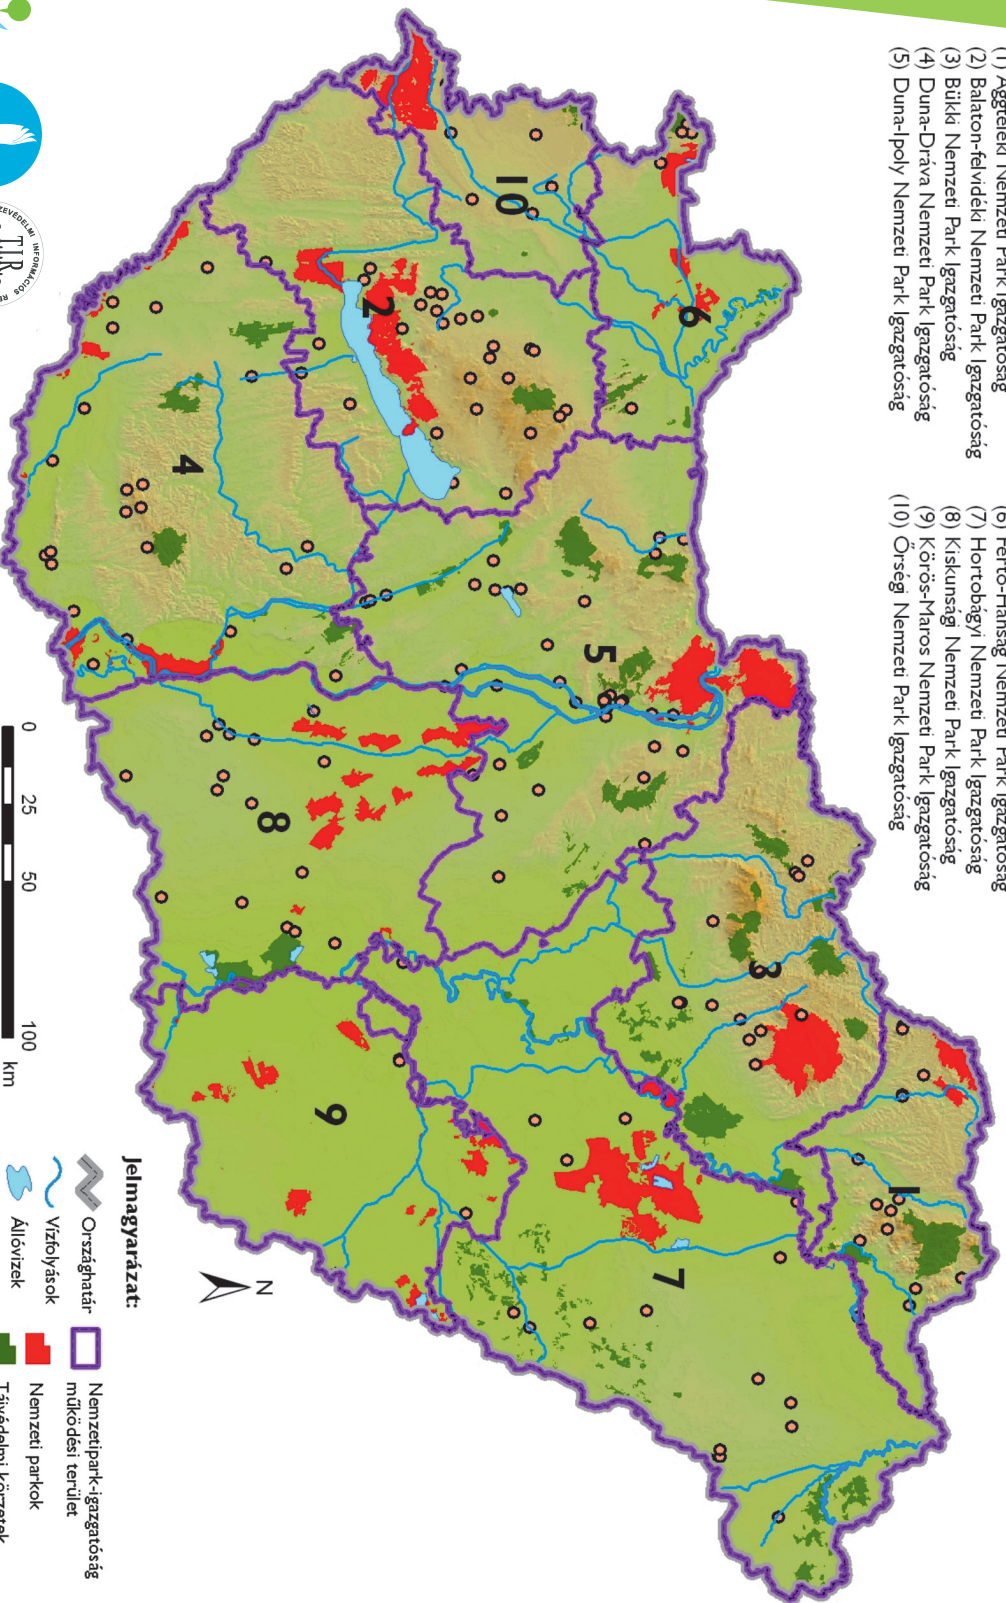 (1) Aggteleki Nemzeti Park Igazgatóság
(2) Balaton-felvidéki Nemzeti Park Igazgatóság
(3) Bükki Nemzeti Park Igazgatóság
(4) Duna-Dráva Nemzeti Park Igazgatóság
(5) Duna-Ipoly Nemzeti Park Igazgatóság
(6) Fertő-Hanság Nemzeti Park Igazgatóság
(7) Hortobágyi Nemzeti Park Igazgatóság
(8) Kiskunsági Nemzeti Park Igazgatóság
(9) Körös-Maros Nemzeti Park Igazgatóság
(10) Őrségi Nemzeti Park Igazgatóság
1
3
6
7
5
10
2
9
8
4
N
Jelmagyarázat:
Országhatár
Vízfolyások
Állóvizek
Nemzetipark-igazgatóság
működési terület
Nemzeti parkok
Tájvédelmi körzetek
0 25 50 100
km
TIR